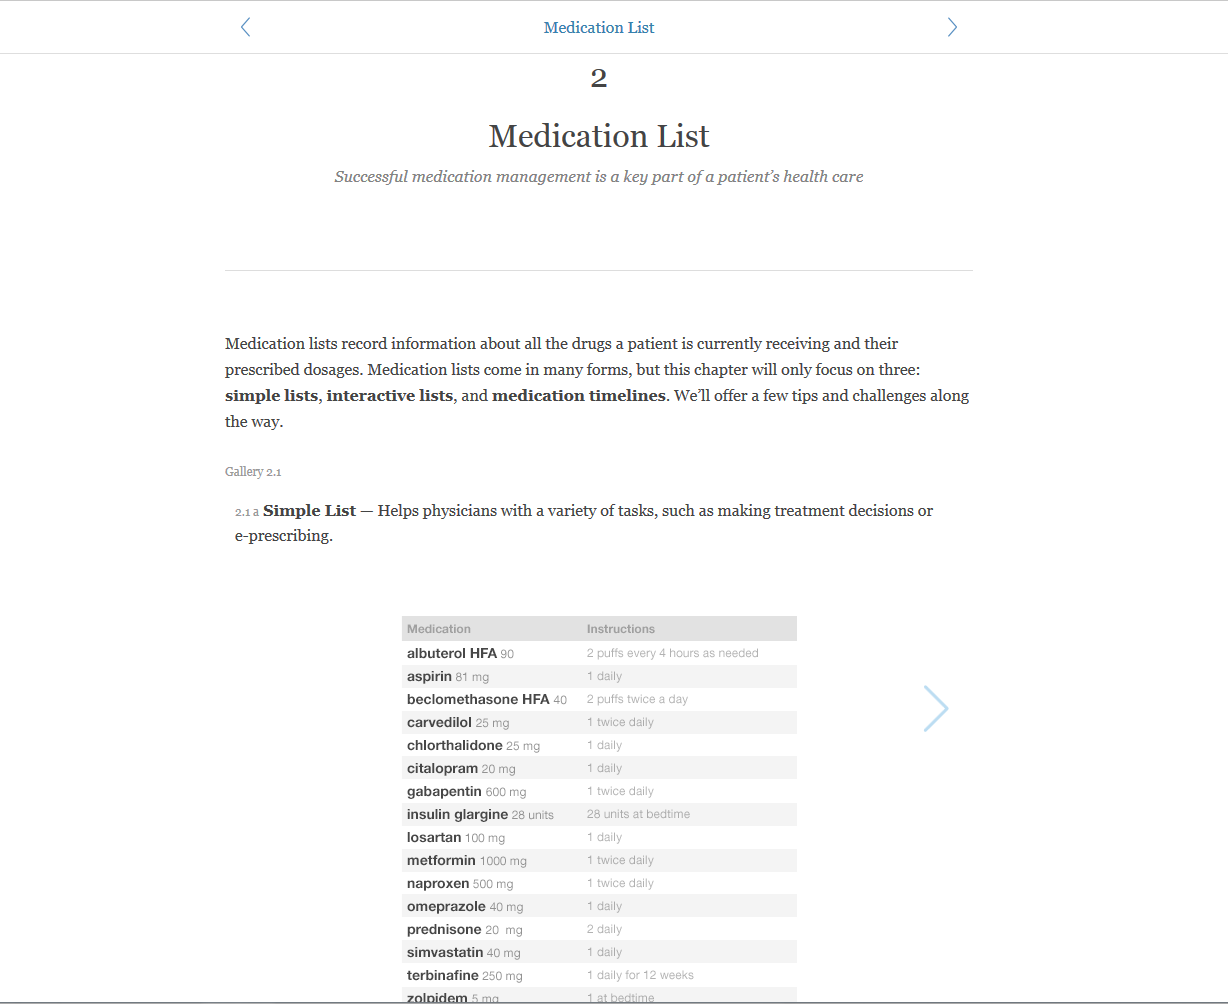 Medication List
2
Medication List
Successful medication management is a key part of a patient's health care
Medication lists record information about all the drugs a patient is currently receiving and their
prescribed dosages. Medication lists come in many forms, but this chapter will only focus on three:
simple lists, interactive lists, and medication timelines. We'll offer a few tips and challenges along
the way.
Gallery 2.1
2.1 a Simple List — Helps physicians with a variety of tasks, such as making treatment decisions or
e-prescribing.
Medication Instructions
albuterol HFA 90 2 puffs every 4 hours as needed
aspirin 81 mg 1 daily
beclomethasone HFA 40 2 puffs twice a day
carvedilol 25 mg 1 twice daily
chlorthalidone 25 mg 1 daily
citalopram 20 mg 1 daily
gabapentin 600 mg 1 twice daily
insulin glargine 28 units 28 units at bedtime
losartan 100 mg 1 daily
metformin 1000 mg 1 twice daily
naproxen 500 mg 1 twice daily
omeprazole 40 mg 1 daily
prednisone 20 mg 2 daily
simvastatin 40 mg 1 daily
terbinafine 250 mg 1 daily for 12 weeks
zolpidem 5 mg 1 at bedtime